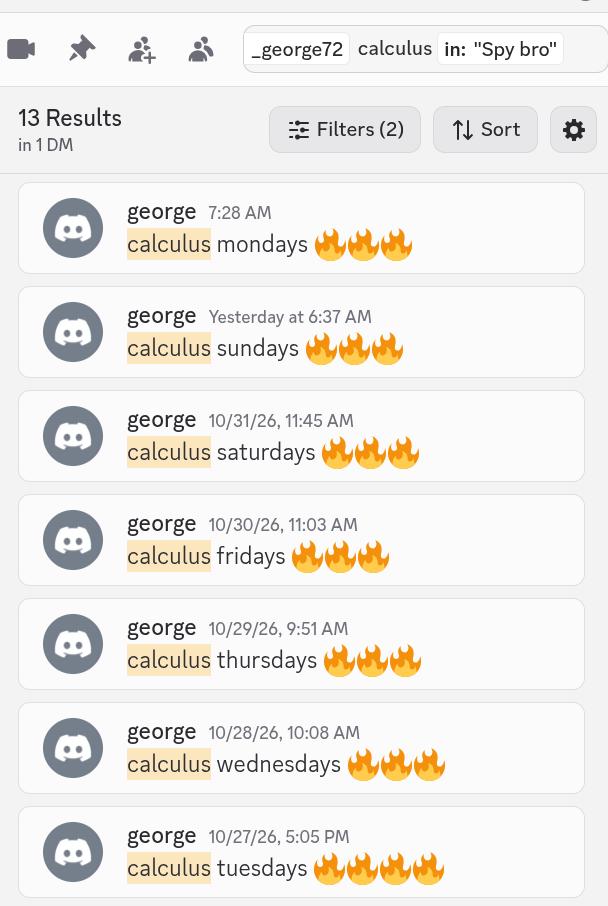 _george72 calculus in: "Spy bro"
13 Results
in 1 DM
Filters (2)
Sort
george 7:28 AM
calculus mondays 🔥🔥🔥
george Yesterday at 6:37 AM
calculus sundays 🔥🔥🔥
george 10/31/26, 11:45 AM
calculus saturdays 🔥🔥🔥
george 10/30/26, 11:03 AM
calculus fridays 🔥🔥🔥
george 10/29/26, 9:51 AM
calculus thursdays 🔥🔥🔥
george 10/28/26, 10:08 AM
calculus wednesdays 🔥🔥🔥
george 10/27/26, 5:05 PM
calculus tuesdays 🔥🔥🔥🔥